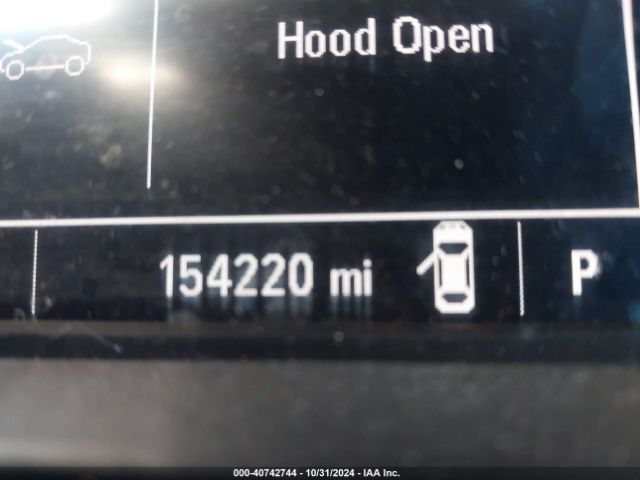 Hood Open
154220 mi
P
000-40742744 - 10/31/2024 - IAA Inc.